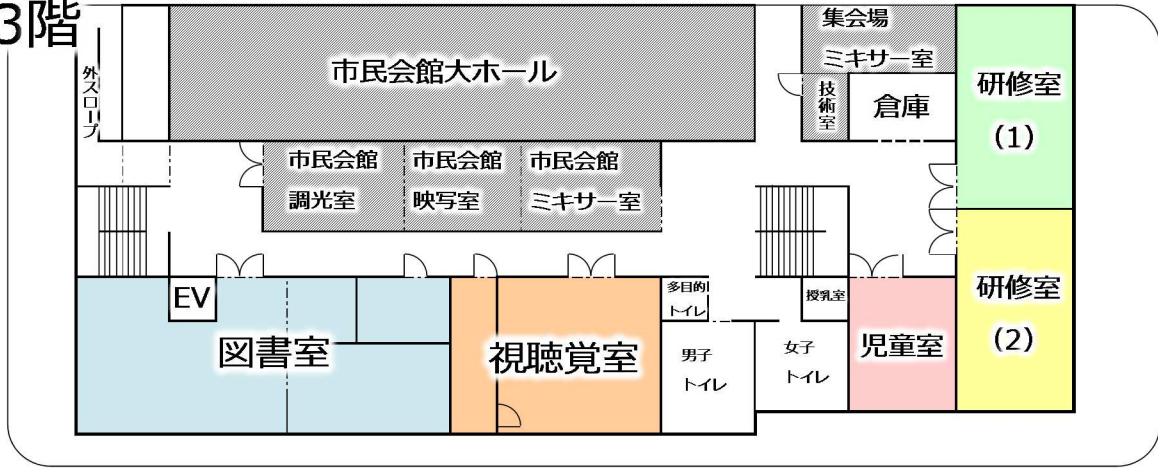 3階
外スロープ
市民会館大ホール
集会場
ミキサー室
技術室
倉庫
研修室
(1)
市民会館
調光室
市民会館
映写室
市民会館
ミキサー室
EV
図書室
視聴覚室
多目的
トイレ
男子
トイレ
授乳室
女子
トイレ
児童室
研修室
(2)